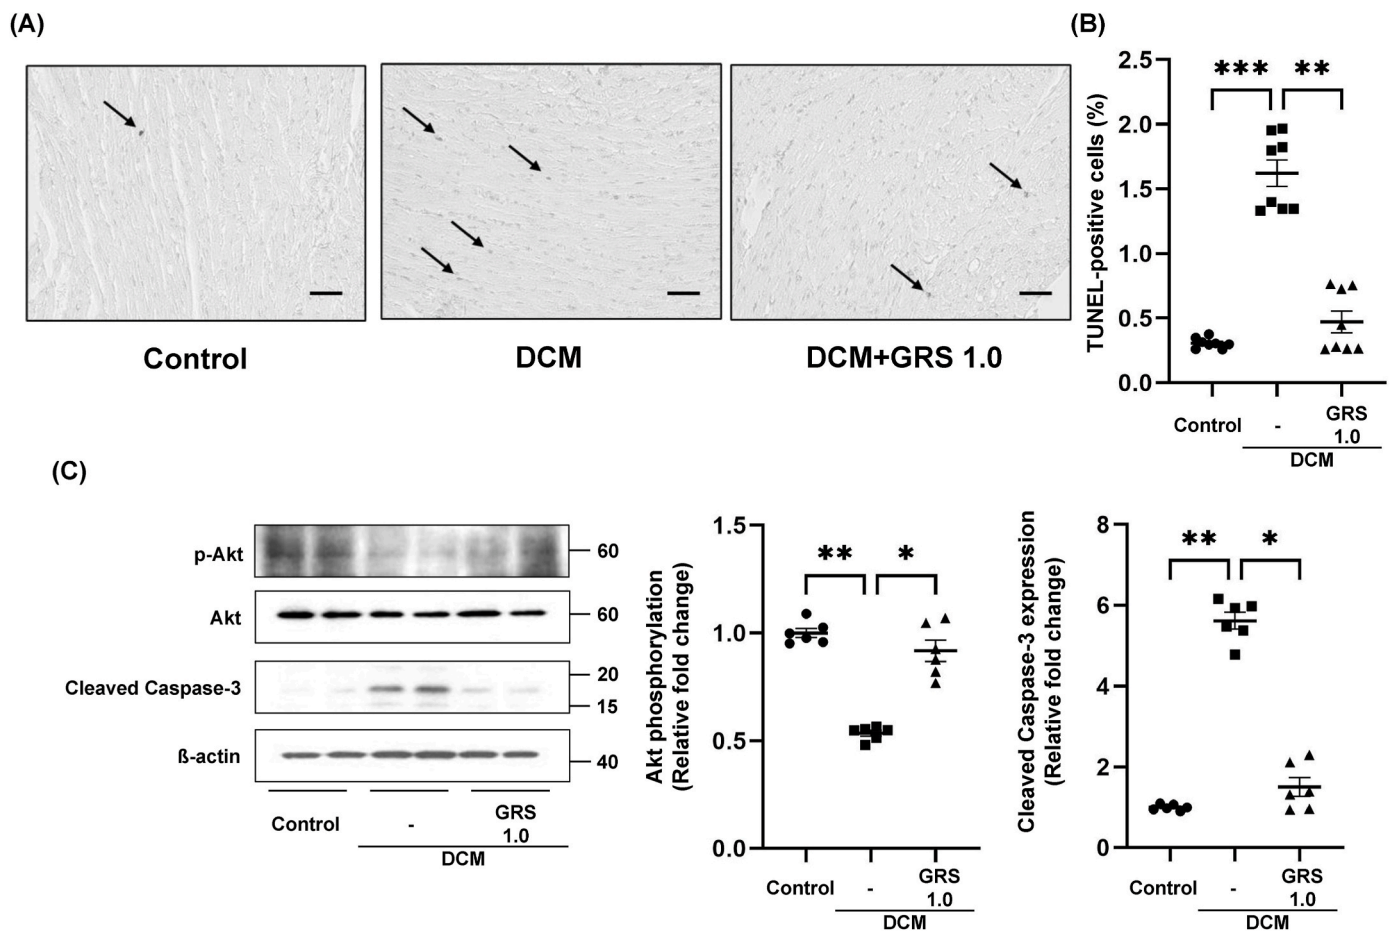 (A)
Control
DCM
DCM+GRS 1.0
(B)
TUNEL-positive cells (%)
2.5
2.0
1.5
1.0
0.5
0.0
*** **
Control
-
GRS
1.0
DCM
(C)
p-Akt
60
Akt
60
Cleaved Caspase-3
20
15
ß-actin
40
Control
-
GRS
1.0
DCM
Akt phosphorylation
(Relative fold change)
1.5
1.0
0.5
0.0
** *
Control
-
GRS
1.0
DCM
Cleaved Caspase-3 expression
(Relative fold change)
8
6
4
2
0
** *
Control
-
GRS
1.0
DCM